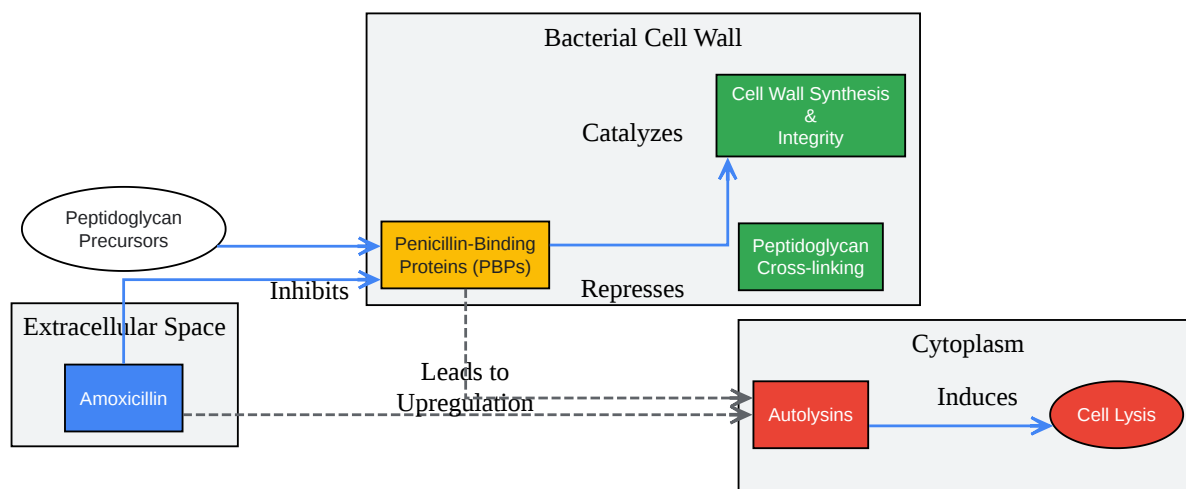 Bacterial Cell Wall
Cell Wall Synthesis
&
Integrity
Catalyzes
Peptidoglycan
Precursors
Penicillin-Binding
Proteins (PBPs)
Peptidoglycan
Cross-linking
Inhibits
Represses
Extracellular Space
Amoxicillin
Leads to
Upregulation
Cytoplasm
Autolysins
Induces
Cell Lysis